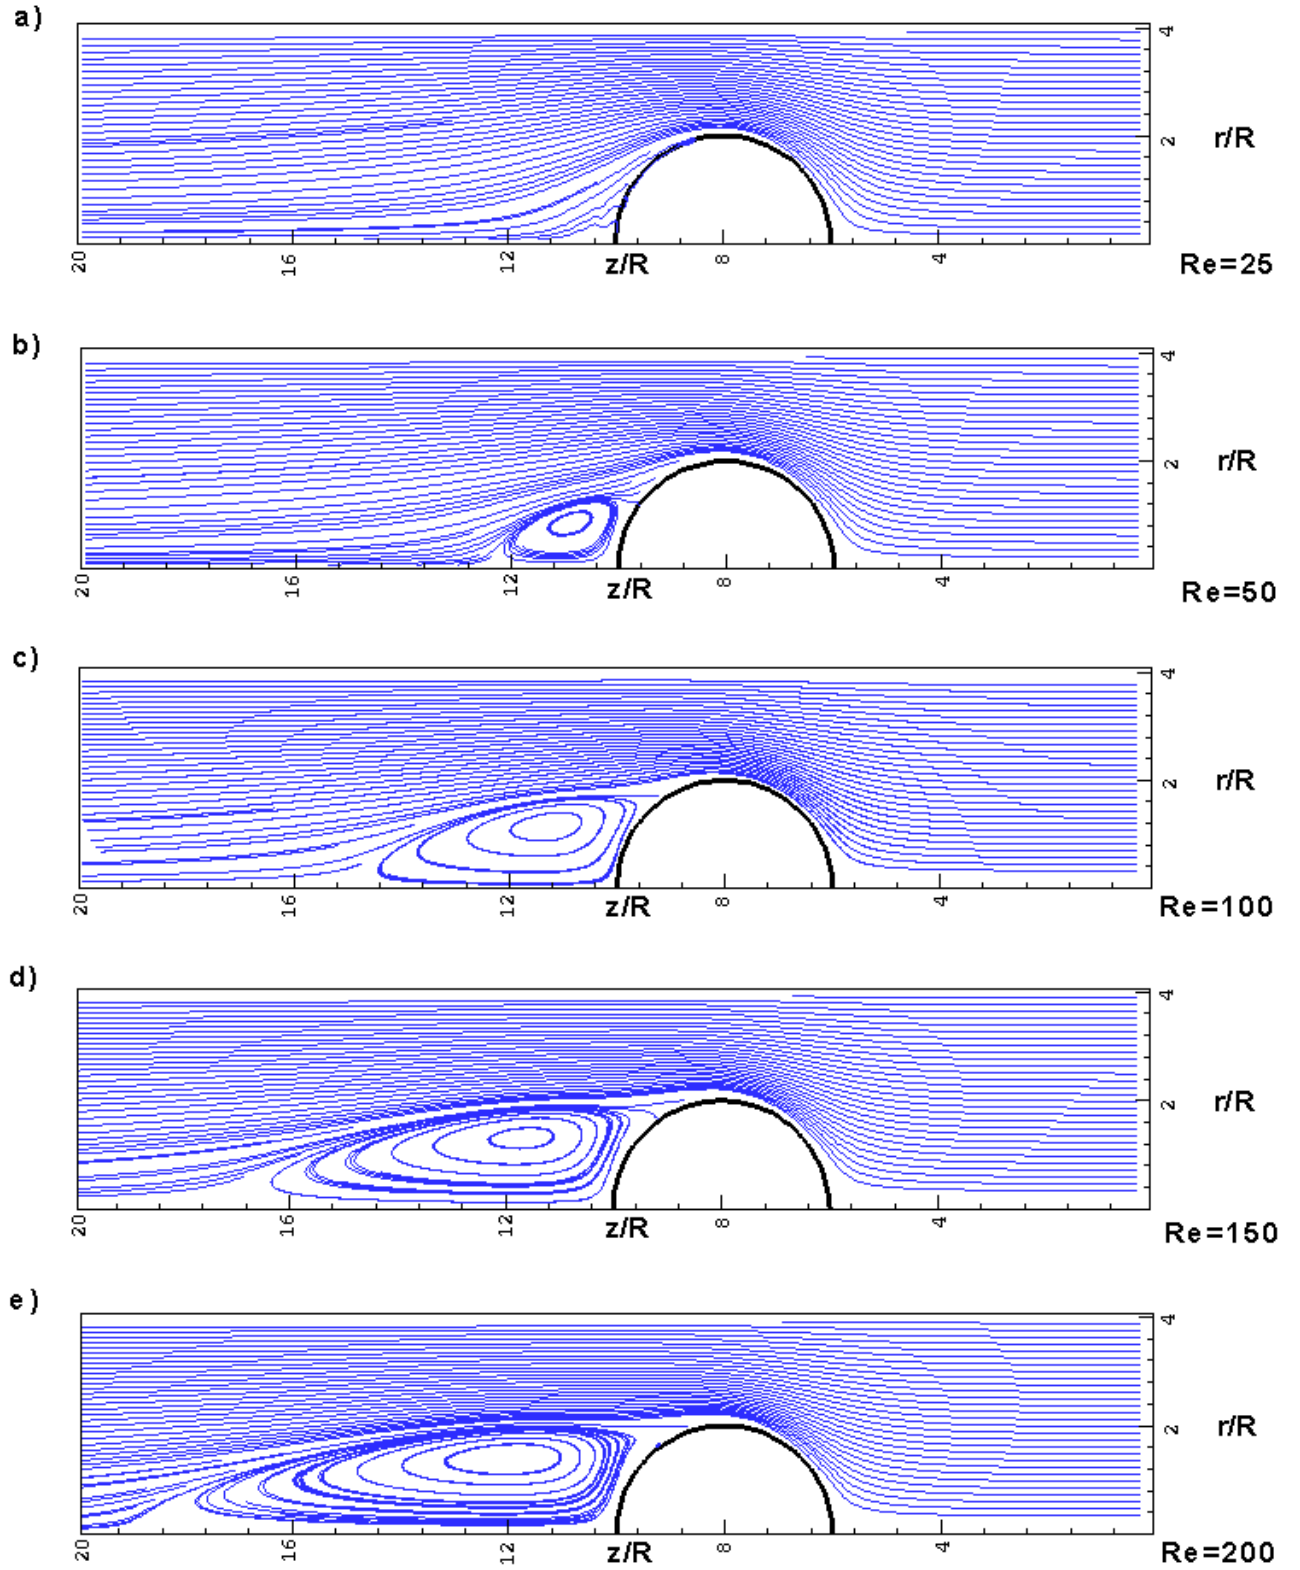 a)
4
2
r/R
20 16 12 z/R 8 4 Re=25
b)
4
2
r/R
20 16 12 z/R 8 4 Re=50
c)
4
2
r/R
20 16 12 z/R 8 4 Re=100
d)
4
2
r/R
20 16 12 z/R 8 4 Re=150
e)
4
2
r/R
20 16 12 z/R 8 4 Re=200